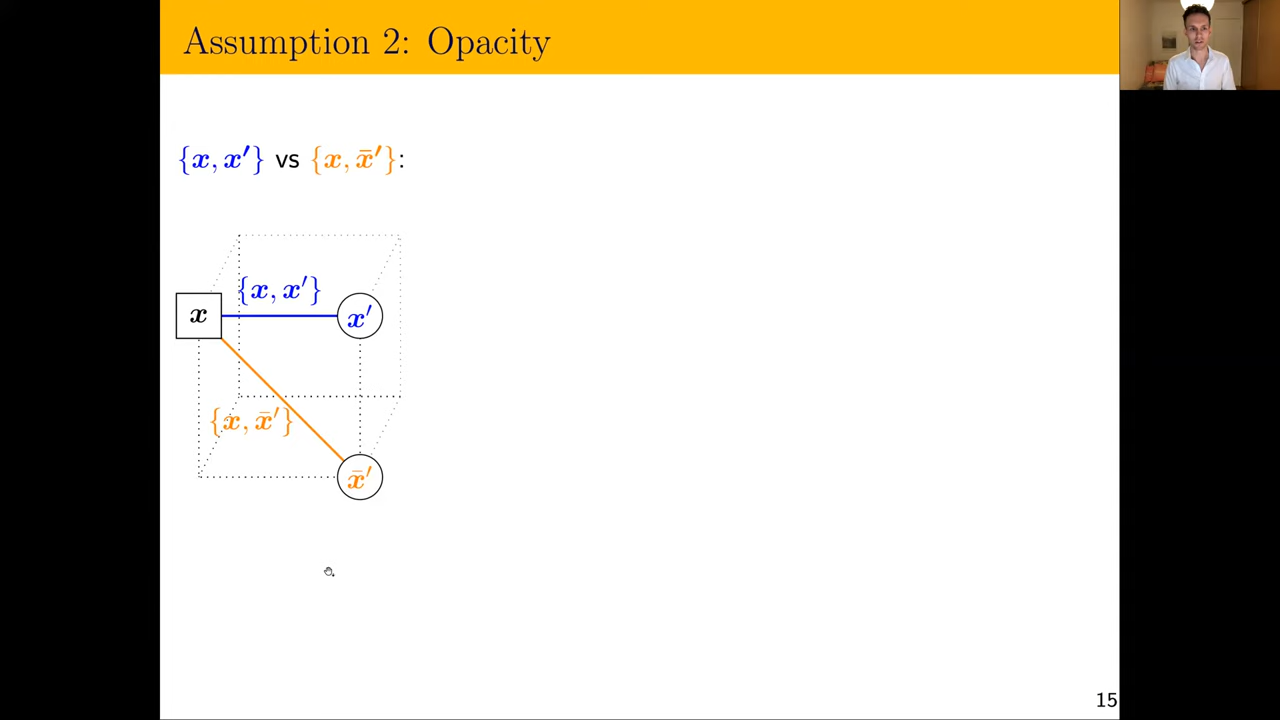 Assumption 2: Opacity
{x, x′} vs {x, x̄′}:
{x, x′}
x
x′
{x, x̄′}
x̄′
15